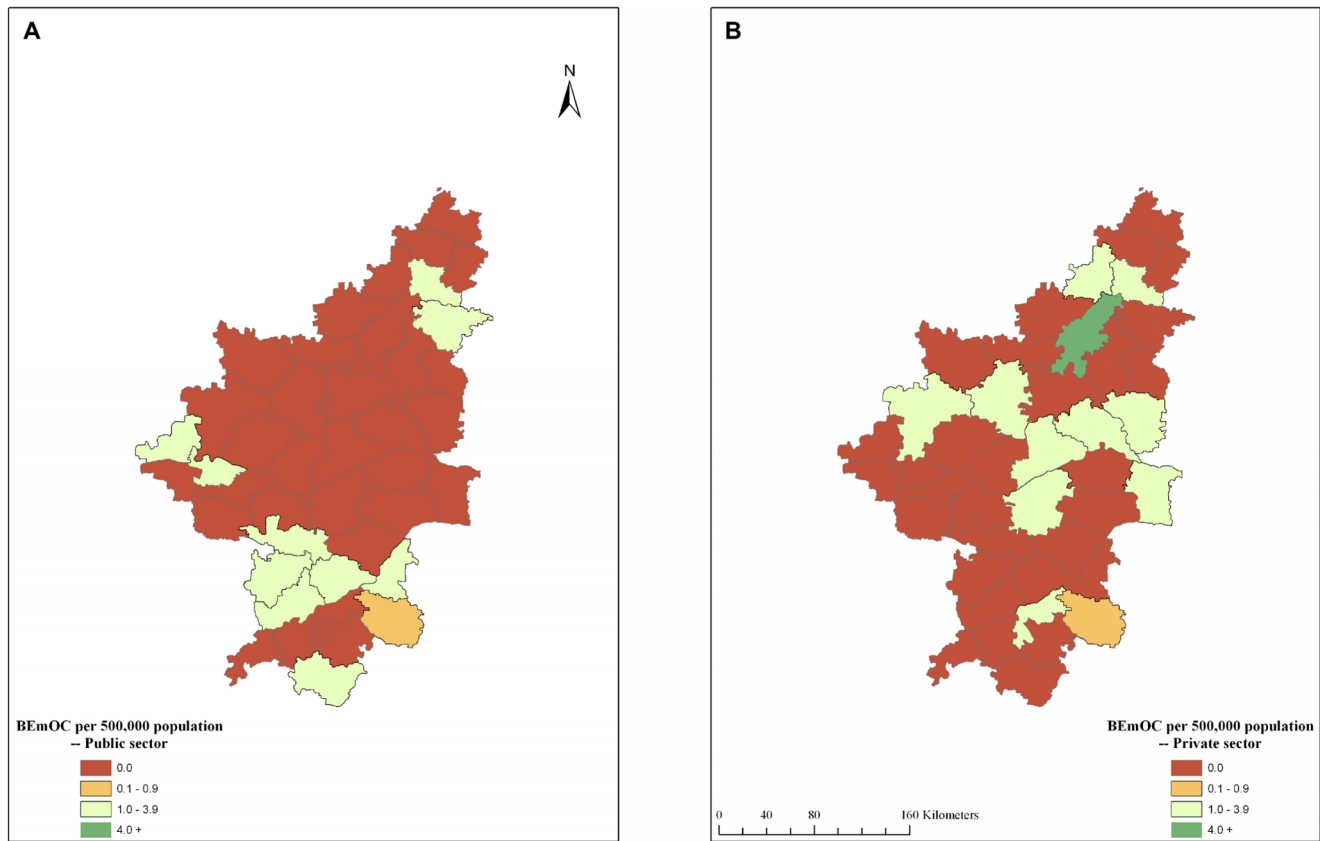 A
N
BEmOC per 500,000 population
-- Public sector
0.0
0.1 - 0.9
1.0 - 3.9
4.0 +
B
BEmOC per 500,000 population
-- Private sector
0.0
0.1 - 0.9
1.0 - 3.9
4.0 +
0 40 80 160 Kilometers